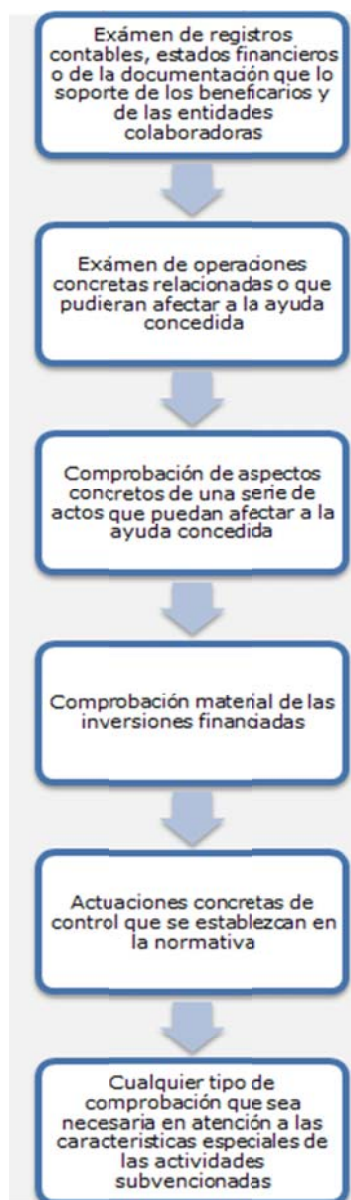 Exámen de registros
contables, estados financieros
o de la documentación que lo
soporte de los beneficarios y
de las entidades
colaboradoras
Exámen de operaciones
concretas relacionadas o que
pudieran afectar a la ayuda
concedida
Comprobación de aspectos
concretos de una serie de
actos que puedan afectar a la
ayuda concedida
Comprobación material de las
inversiones financiadas
Actuaciones concretas de
control que se establezcan en
la normativa
Cualquier tipo de
comprobación que sea
necesaria en atención a las
caracteristicas especiales de
las actividades
subvencionadas